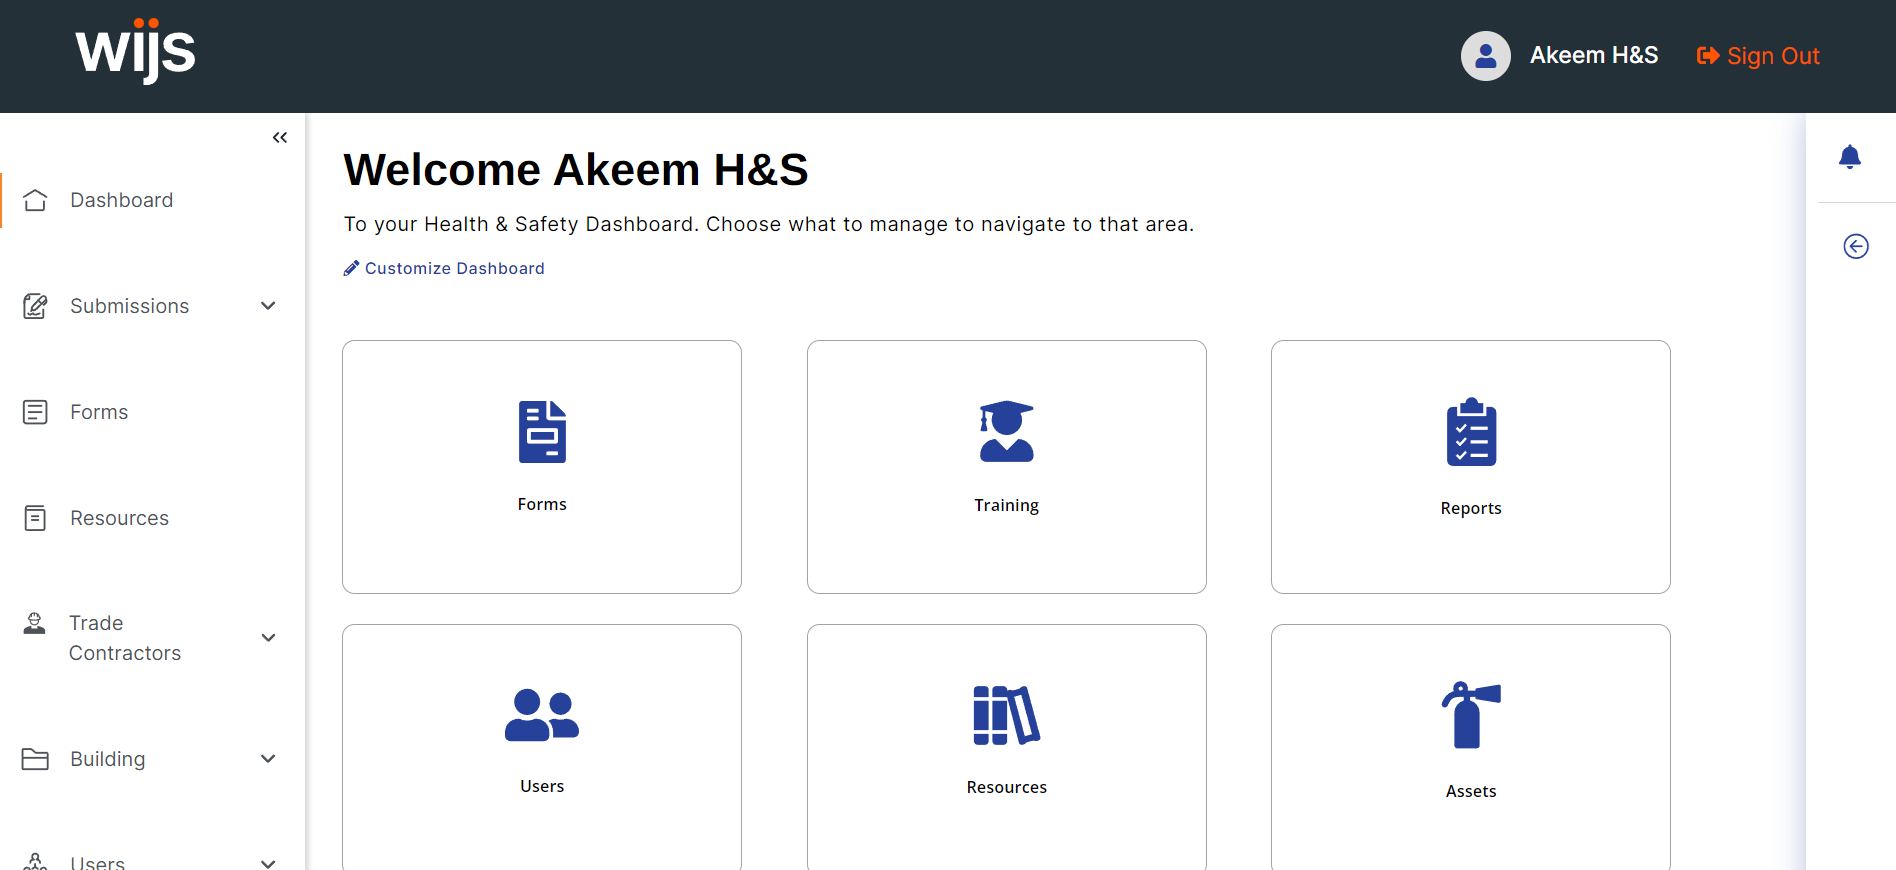 wijs
Akeem H&S
Sign Out
Dashboard
Submissions
Forms
Resources
Trade
Contractors
Building
Users
Welcome Akeem H&S
To your Health & Safety Dashboard. Choose what to manage to navigate to that area.
Customize Dashboard
Forms
Training
Reports
Users
Resources
Assets